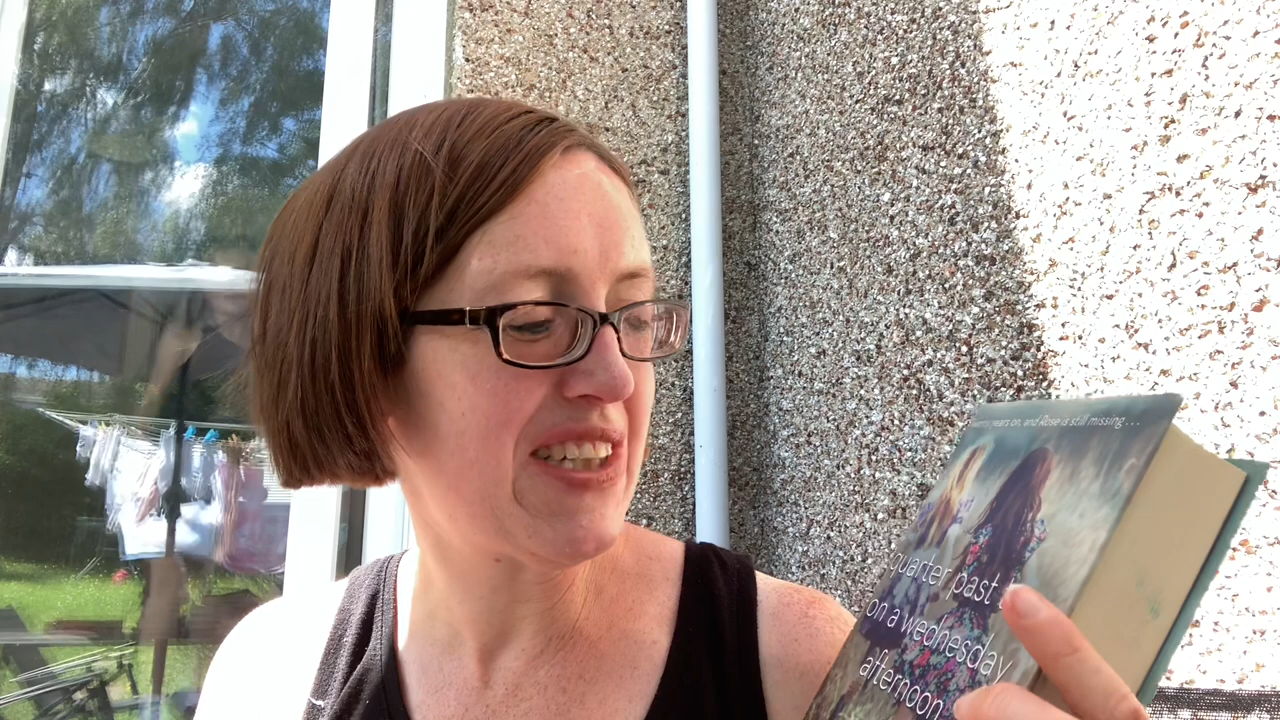 years on, and Rose is still missing...
quarter past
on a wednesday
afternoon